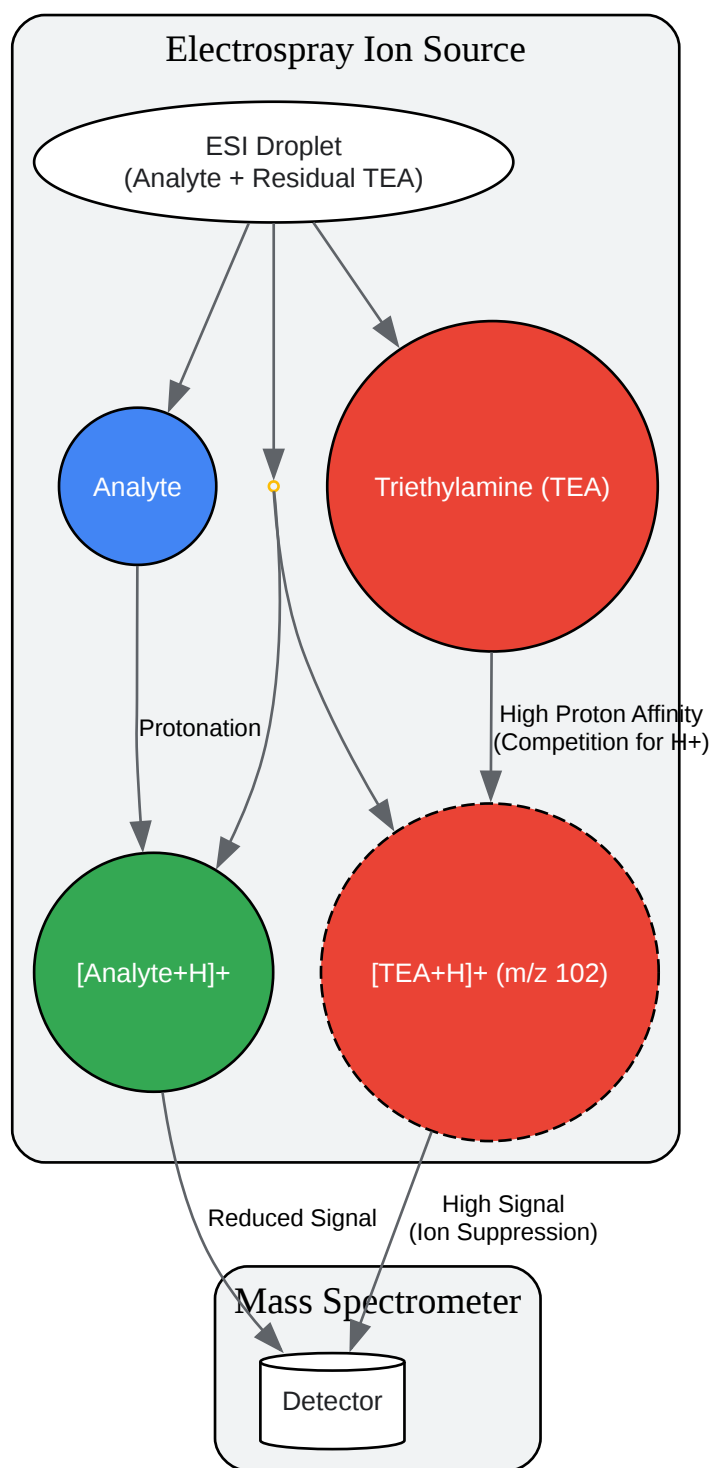 Electrospray Ion Source
ESI Droplet
(Analyte + Residual TEA)
Analyte
Triethylamine (TEA)
Protonation
High Proton Affinity
(Competition for H+)
[Analyte+H]+
[TEA+H]+ (m/z 102)
Reduced Signal
High Signal
(Ion Suppression)
Mass Spectrometer
Detector